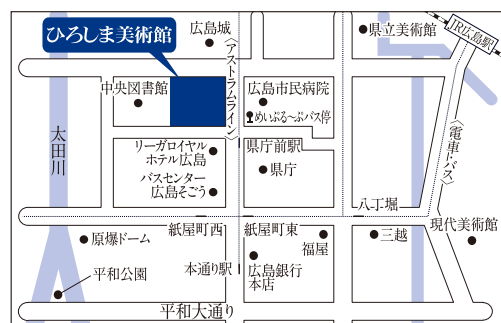 ひろしま美術館
広島城
〈アストラムライン〉
県立美術館
JR広島駅
中央図書館
広島市民病院
めいぷる〜ぷバス停
太田川
リーガロイヤル
ホテル広島
県庁前駅
〈電車・バス〉
バスセンター
広島そごう
県庁
八丁堀
紙屋町西
紙屋町東
福屋
三越
現代美術館
原爆ドーム
平和公園
本通り駅
広島銀行
本店
平和大通り